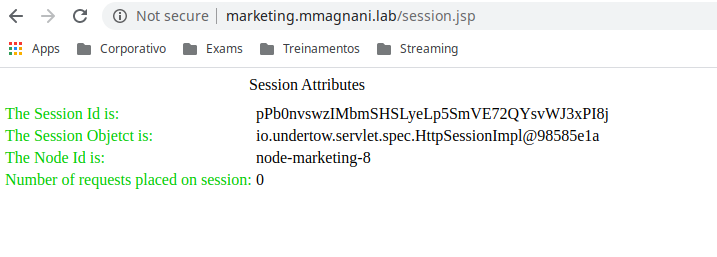 Not secure | marketing.mmagnani.lab/session.jsp
Apps Corporativo Exams Treinamentos Streaming
Session Attributes
The Session Id is: pPb0nvswzIMbmSHSLyeLp5SmVE72QYsvWJ3xPI8j
The Session Objetct is: io.undertow.servlet.spec.HttpSessionImpl@98585e1a
The Node Id is: node-marketing-8
Number of requests placed on session: 0